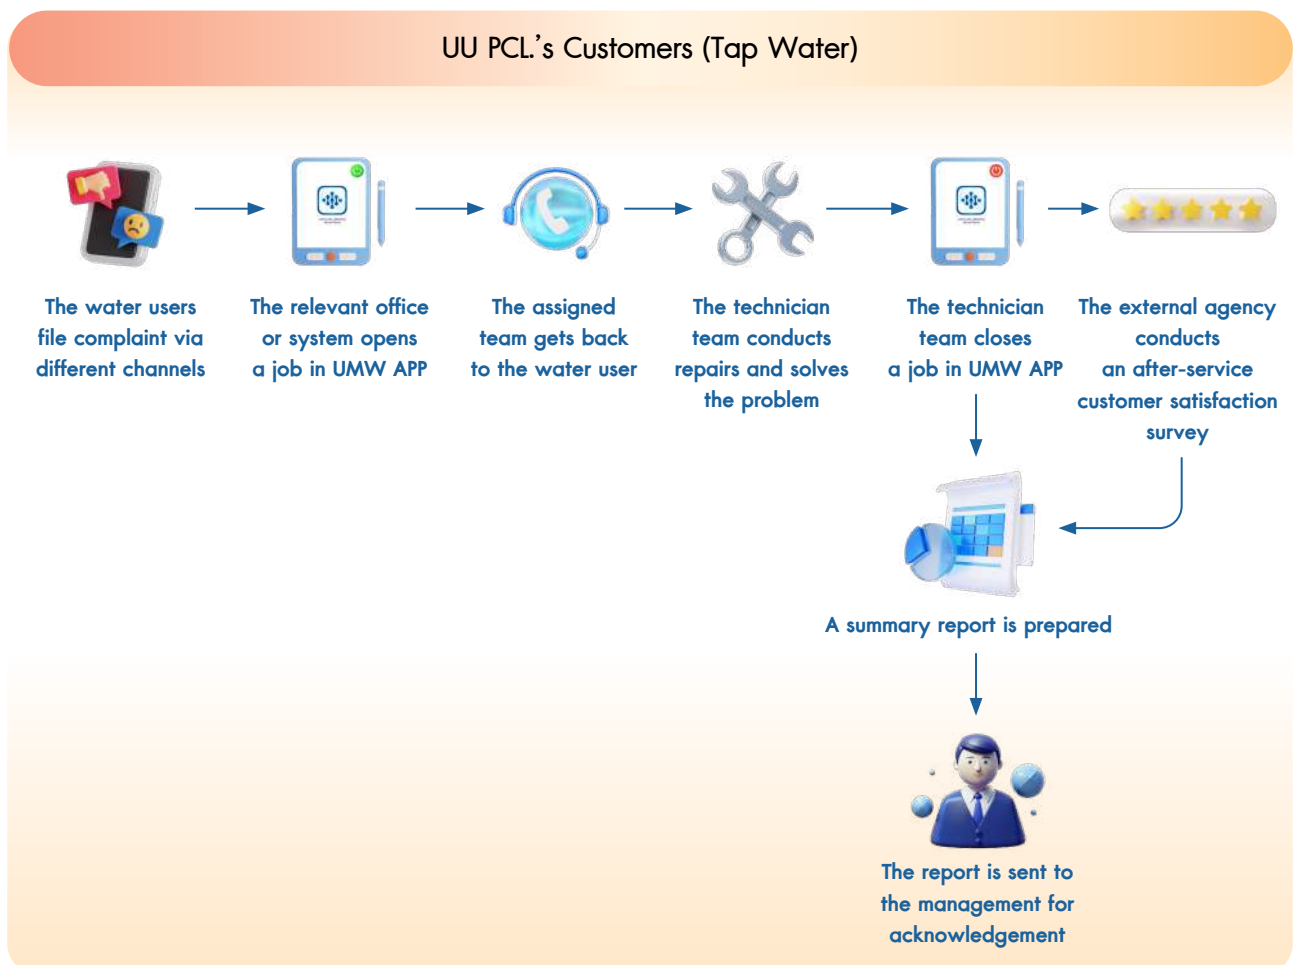 UU PCL.'s Customers (Tap Water)
The water users
file complaint via
different channels
The relevant office
or system opens
a job in UMW APP
The assigned
team gets back
to the water user
The technician
team conducts
repairs and solves
the problem
The technician
team closes
a job in UMW APP
The external agency
conducts
an after-service
customer satisfaction
survey
A summary report is prepared
The report is sent to
the management for
acknowledgement